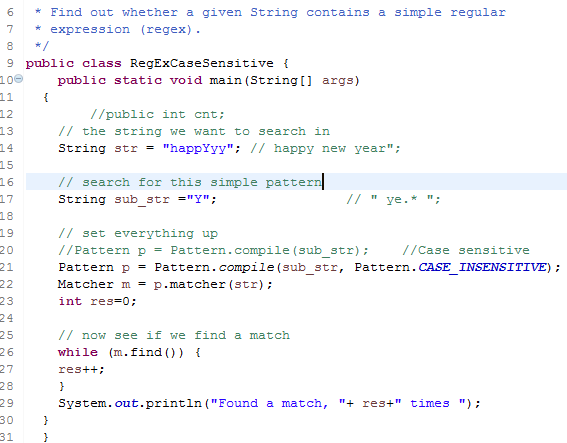 6 * Find out whether a given String contains a simple regular
7 * expression (regex).
8 */
9 public class RegExCaseSensitive {
10 public static void main(String[] args)
11 {
12 //public int cnt;
13 // the string we want to search in
14 String str = "happYyy"; // happy new year";
15
16 // search for this simple pattern
17 String sub_str ="Y"; // " ye.* ";
18
19 // set everything up
20 //Pattern p = Pattern.compile(sub_str); //Case sensitive
21 Pattern p = Pattern.compile(sub_str, Pattern.CASE_INSENSITIVE);
22 Matcher m = p.matcher(str);
23 int res=0;
24
25 // now see if we find a match
26 while (m.find()) {
27 res++;
28 }
29 System.out.println("Found a match, "+ res+" times ");
30 }
31 }